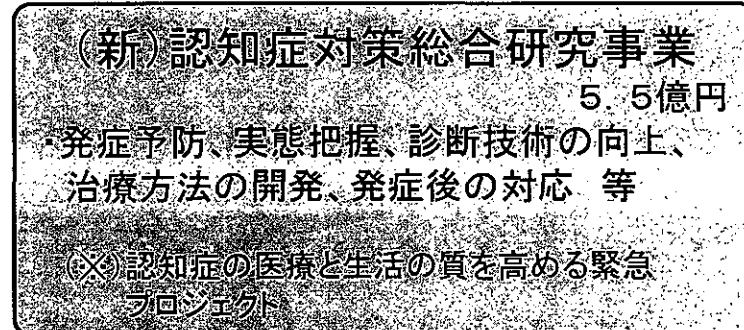 （新）認知症対策総合研究事業
５．５億円
・発症予防、実態把握、診断技術の向上、
治療方法の開発、発症後の対応　等
（※）認知症の医療と生活の質を高める緊急
プロジェクト